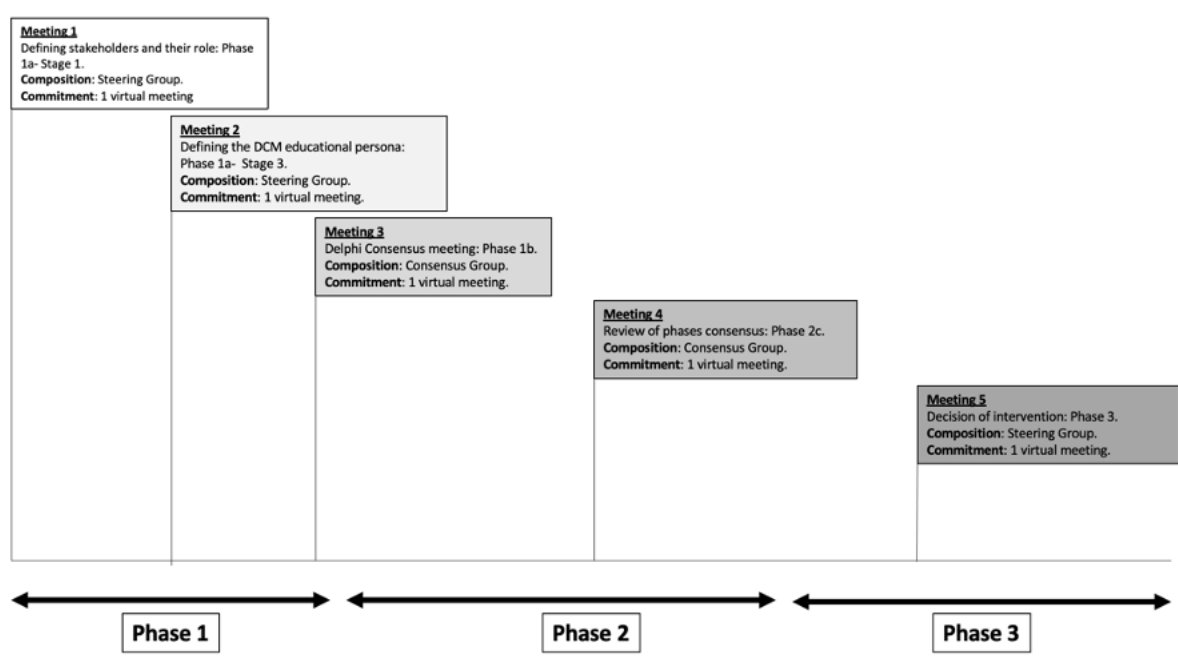 Meeting 1
Defining stakeholders and their role: Phase
1a- Stage 1.
Composition: Steering Group.
Commitment: 1 virtual meeting
Meeting 2
Defining the DCM educational persona:
Phase 1a-  Stage 3.
Composition: Steering Group.
Commitment: 1 virtual meeting.
Meeting 3
Delphi Consensus meeting: Phase 1b.
Composition: Consensus Group.
Commitment: 1 virtual meeting.
Meeting 4
Review of phases consensus: Phase 2c.
Composition: Consensus Group.
Commitment: 1 virtual meeting.
Meeting 5
Decision of intervention: Phase 3.
Composition: Steering Group.
Commitment: 1 virtual meeting.
Phase 1
Phase 2
Phase 3